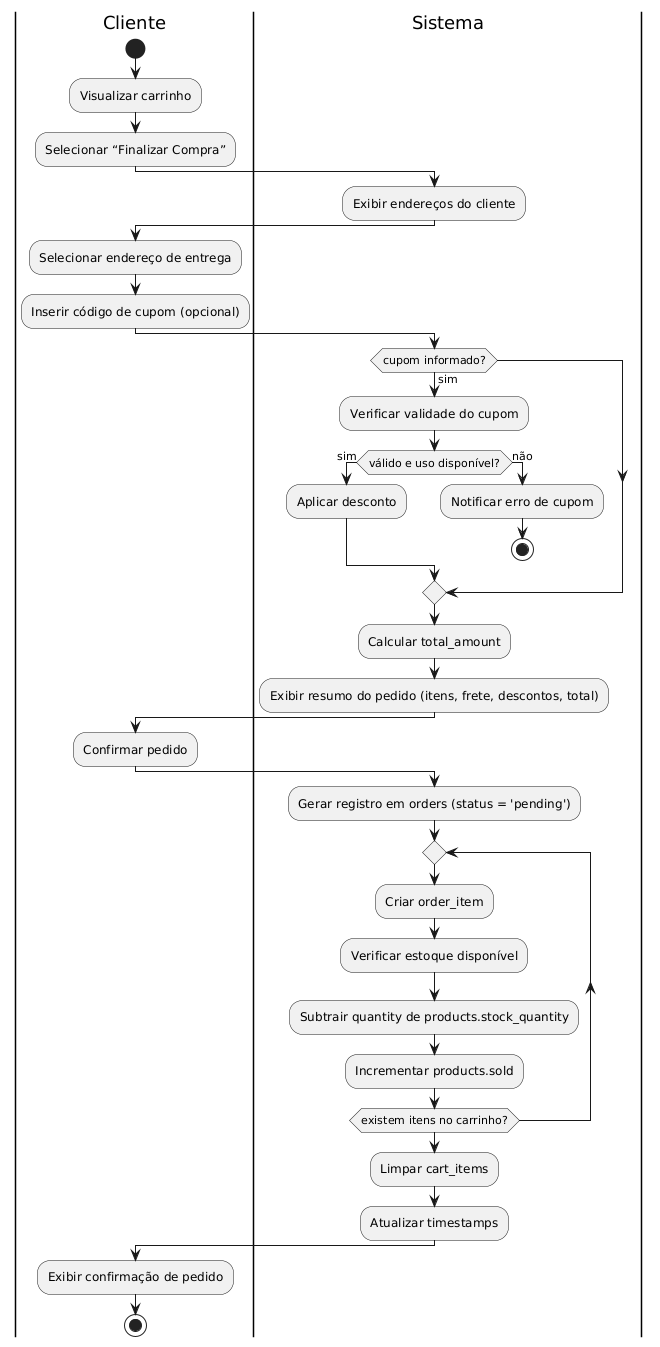 Cliente
Sistema
Visualizar carrinho
Selecionar “Finalizar Compra”
Exibir endereços do cliente
Selecionar endereço de entrega
Inserir código de cupom (opcional)
cupom informado?
sim
Verificar validade do cupom
sim
válido e uso disponível?
não
Aplicar desconto
Notificar erro de cupom
Calcular total_amount
Exibir resumo do pedido (itens, frete, descontos, total)
Confirmar pedido
Gerar registro em orders (status = 'pending')
Criar order_item
Verificar estoque disponível
Subtrair quantity de products.stock_quantity
Incrementar products.sold
existem itens no carrinho?
Limpar cart_items
Atualizar timestamps
Exibir confirmação de pedido